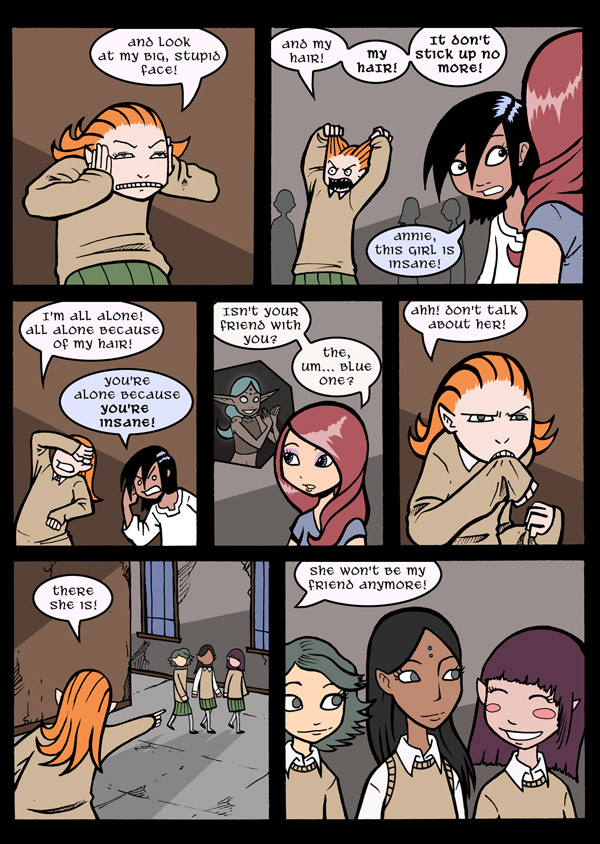 and look
at my big, stupid
face!
and my
hair!
my
hair!
It don't
stick up no
more!
annie,
this girl is
insane!
I'm all alone!
all alone because
of my hair!
you're
alone because
you're
insane!
Isn't your
friend with
you?
the,
um... blue
one?
ahh! don't talk
about her!
there
she is!
she won't be my
friend anymore!